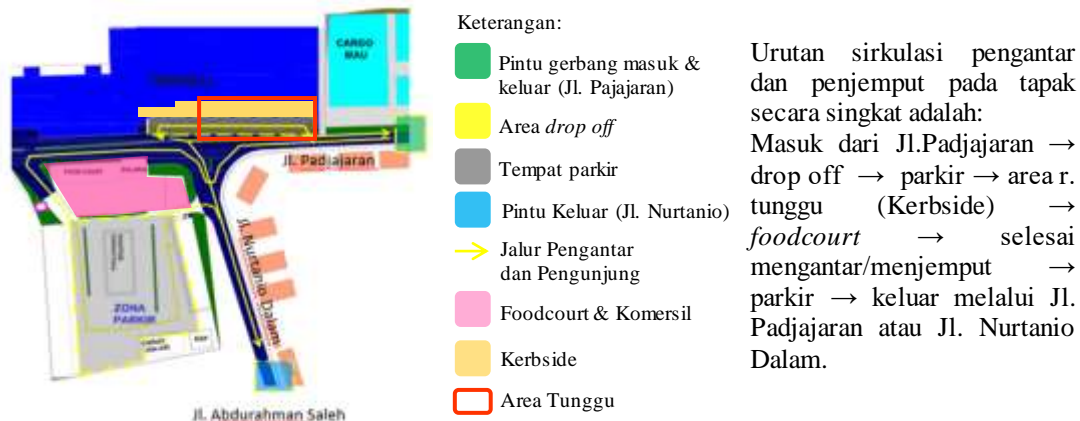 CARGO
MAU
Jl. Padjajaran
Jl. Nurtanio Dalam
ZONA
PARKIR
Jl. Abdurahman Saleh
Keterangan:
Pintu gerbang masuk &
keluar (Jl. Pajajaran)
Area drop off
Tempat parkir
Pintu Keluar (Jl. Nurtanio)
Jalur Pengantar
dan Pengunjung
Foodcourt & Komersil
Kerbside
Area Tunggu
Urutan sirkulasi pengantar
dan penjemput pada tapak
secara singkat adalah:
Masuk dari Jl.Padjajaran →
drop off → parkir → area r.
tunggu (Kerbside) →
foodcourt → selesai
mengantar/menjemput →
parkir → keluar melalui Jl.
Padjajaran atau Jl. Nurtanio
Dalam.